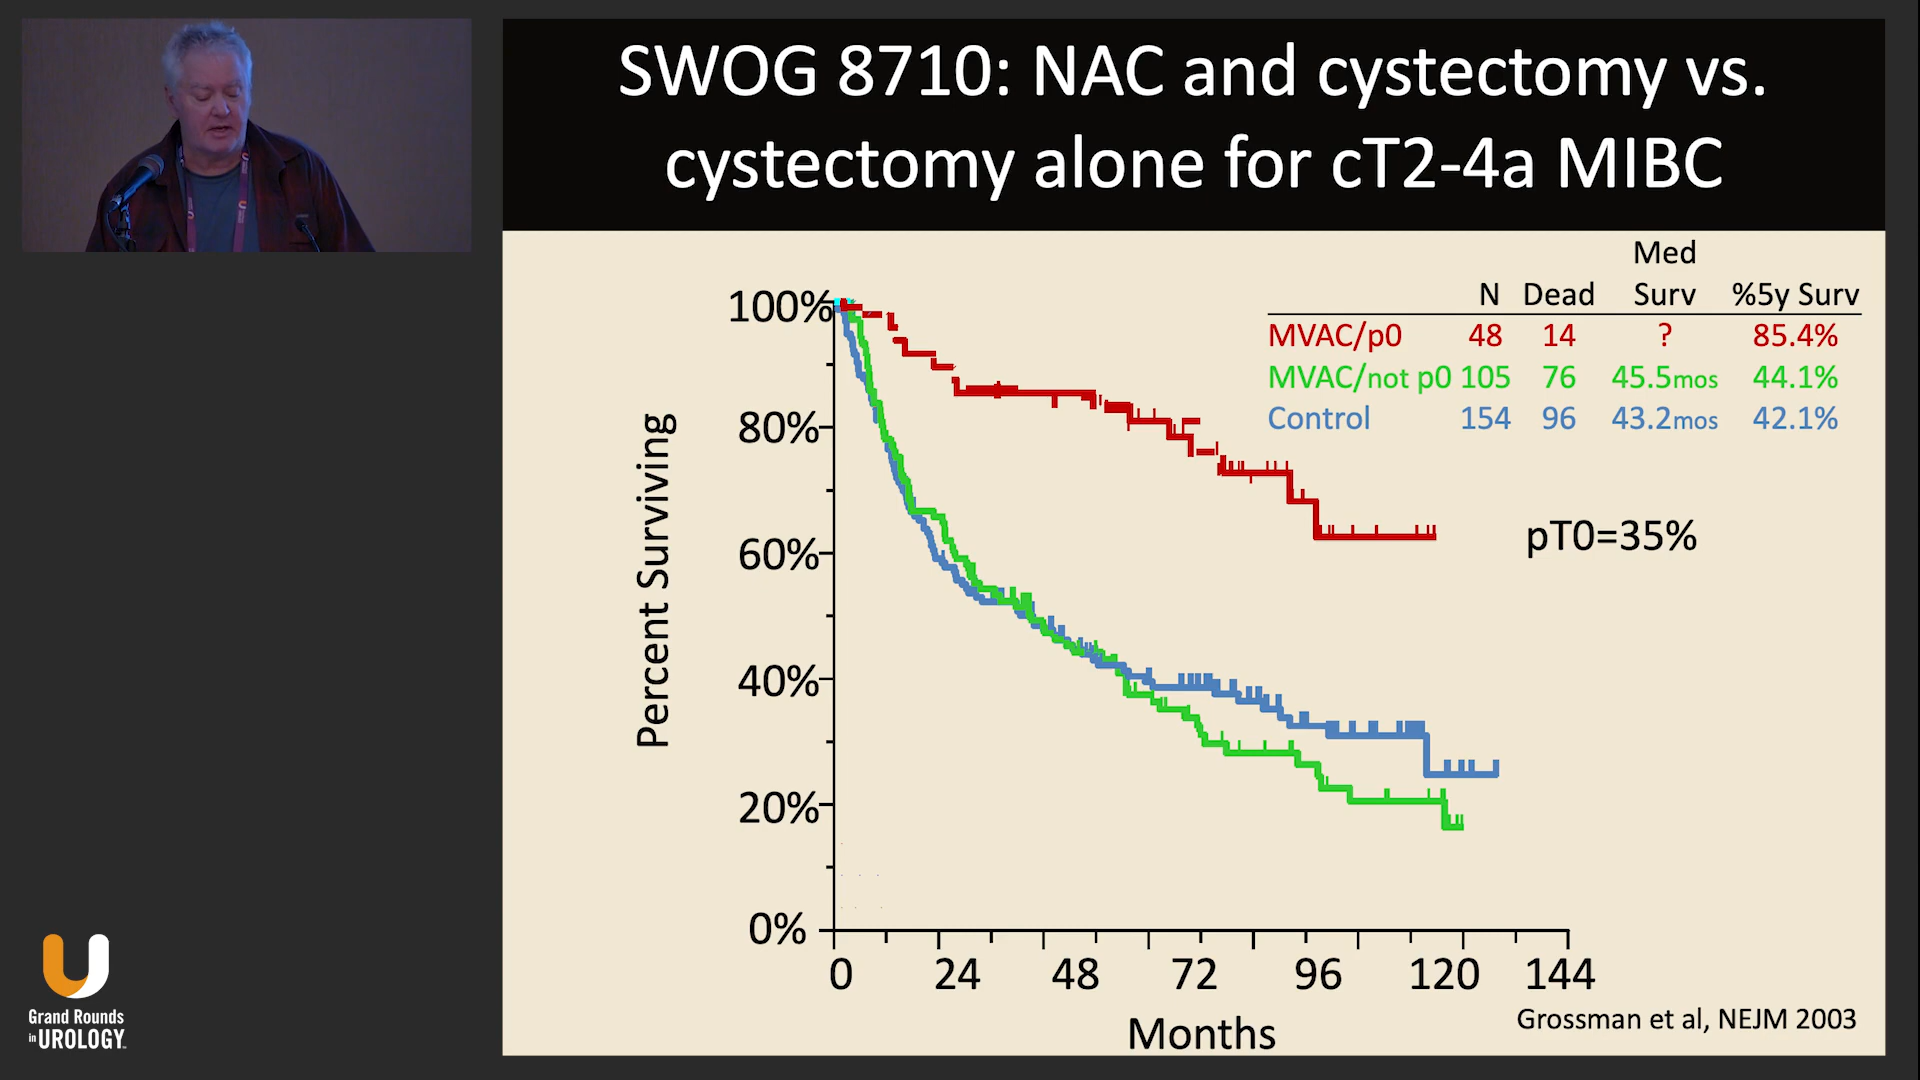 SWOG 8710: NAC and cystectomy vs.
cystectomy alone for cT2-4a MIBC
Med
N Dead Surv %5y Surv
MVAC/p0 48 14 ? 85.4%
MVAC/not p0 105 76 45.5mos 44.1%
Control 154 96 43.2mos 42.1%
pT0=35%
Percent Surviving
100%
80%
60%
40%
20%
0%
0 24 48 72 96 120 144
Months
Grossman et al, NEJM 2003
Grand Rounds
in UROLOGY